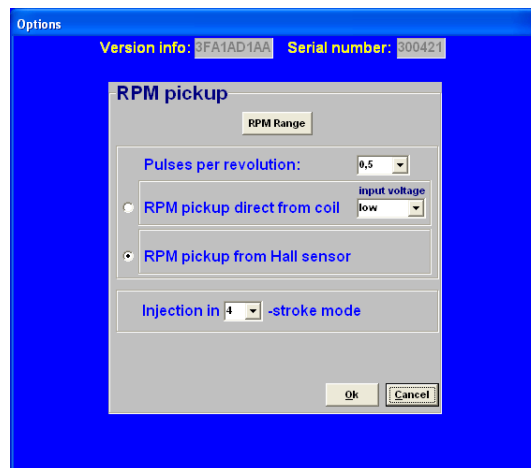 Options
Version info: 3FA1AD1AA Serial number: 300421
RPM pickup
RPM Range
Pulses per revolution: 0,5
input voltage
RPM pickup direct from coil low
RPM pickup from Hall sensor
Injection in 4 -stroke mode
Ok Cancel